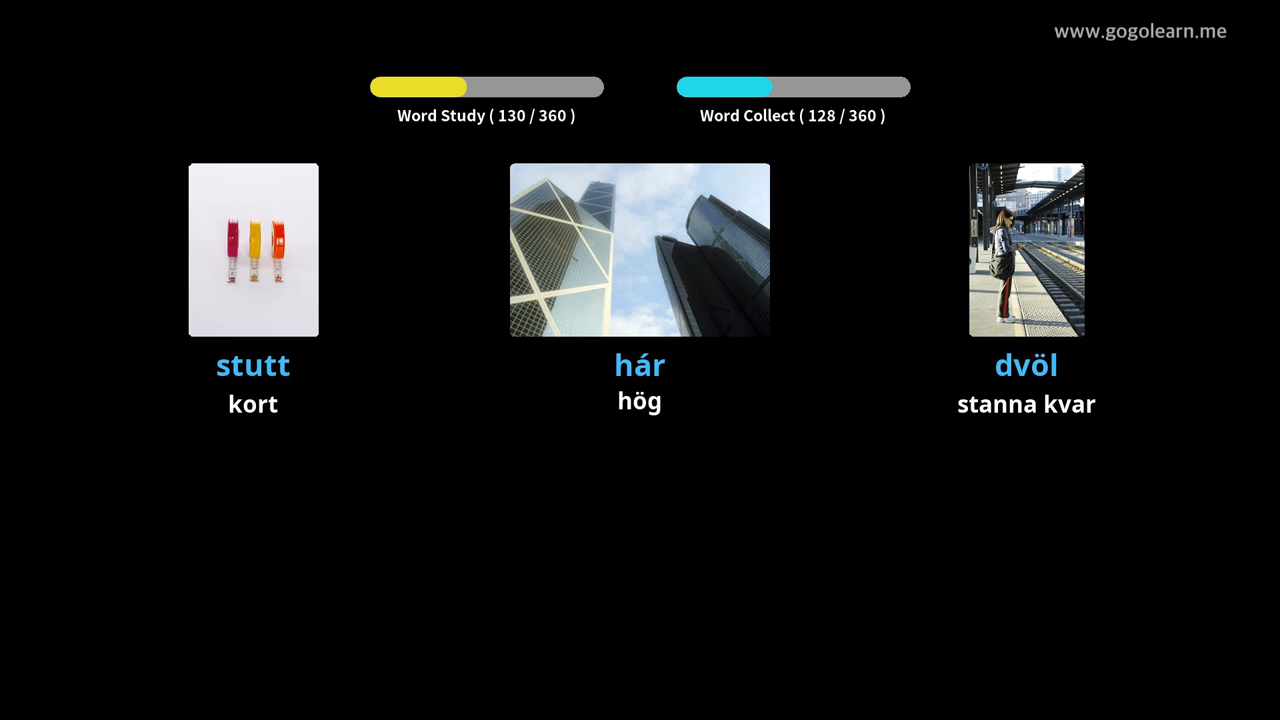 www.gogolearn.me
Word Study ( 130 / 360 )
Word Collect ( 128 / 360 )
stutt
hár
dvöl
kort
hög
stanna kvar